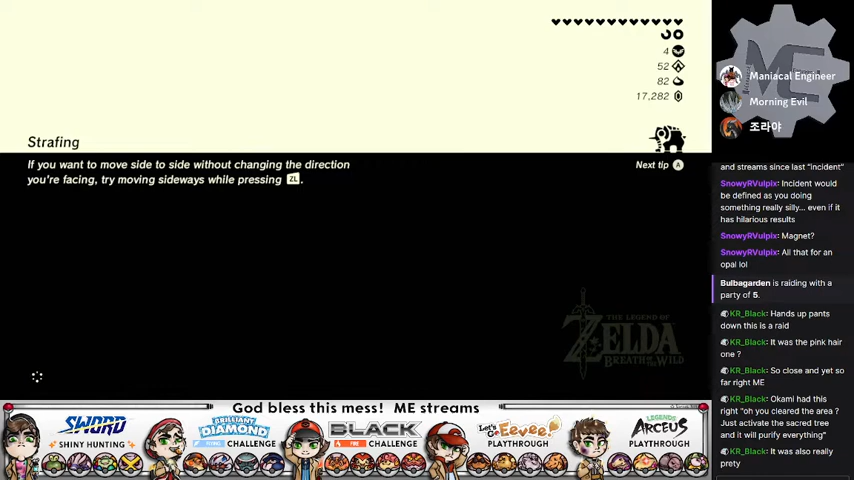 4
52
82
17,282
Strafing
If you want to move side to side without changing the direction
you're facing, try moving sideways while pressing ZL.
Next tip A
THE LEGEND OF
ZELDA
BREATH OF THE WILD
ME
Maniacal Engineer
Morning Evil
조라야
and streams since last "incident"
SnowyRVulpix: Incident would
be defined as you doing
something really silly... even if it
has hilarious results
SnowyRVulpix: Magnet?
SnowyRVulpix: All that for an
opal lol
Bulbagarden is raiding with a
party of 5.
KR_Black: Hands up pants
down this is a raid
KR_Black: It was the pink hair
one ?
KR_Black: So close and yet so
far right ME
KR_Black: Okami had this
right "oh you cleared the area ?
Just activate the sacred tree
and it will purify everything"
KR_Black: It was also really
pretty
God bless this mess! ME streams
SWORD
SHINY HUNTING
BRILLIANT
DIAMOND
FLYING CHALLENGE
BLACK
FIRE CHALLENGE
Let's Go
Eevee!
PLAYTHROUGH
LEGENDS
ARCEUS
PLAYTHROUGH